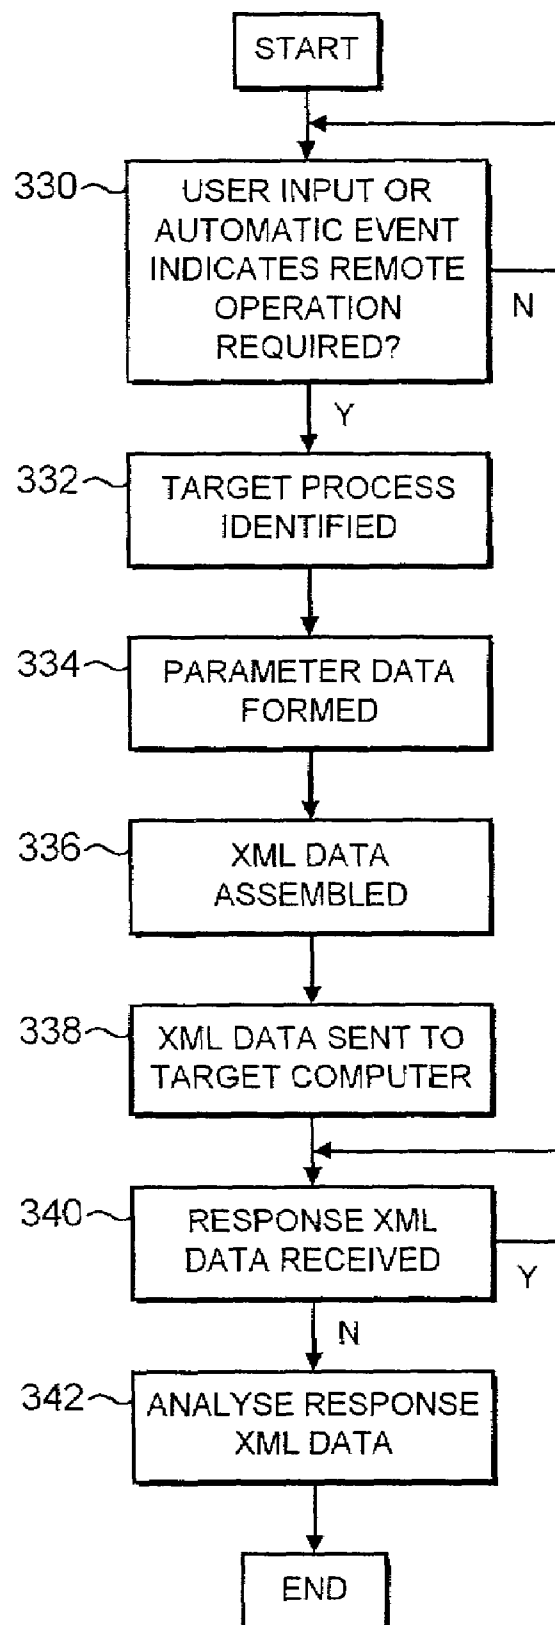 START
330
USER INPUT OR
AUTOMATIC EVENT
INDICATES REMOTE
OPERATION
REQUIRED?
N
Y
332
TARGET PROCESS
IDENTIFIED
334
PARAMETER DATA
FORMED
336
XML DATA
ASSEMBLED
338
XML DATA SENT TO
TARGET COMPUTER
340
RESPONSE XML
DATA RECEIVED
Y
N
342
ANALYSE RESPONSE
XML DATA
END